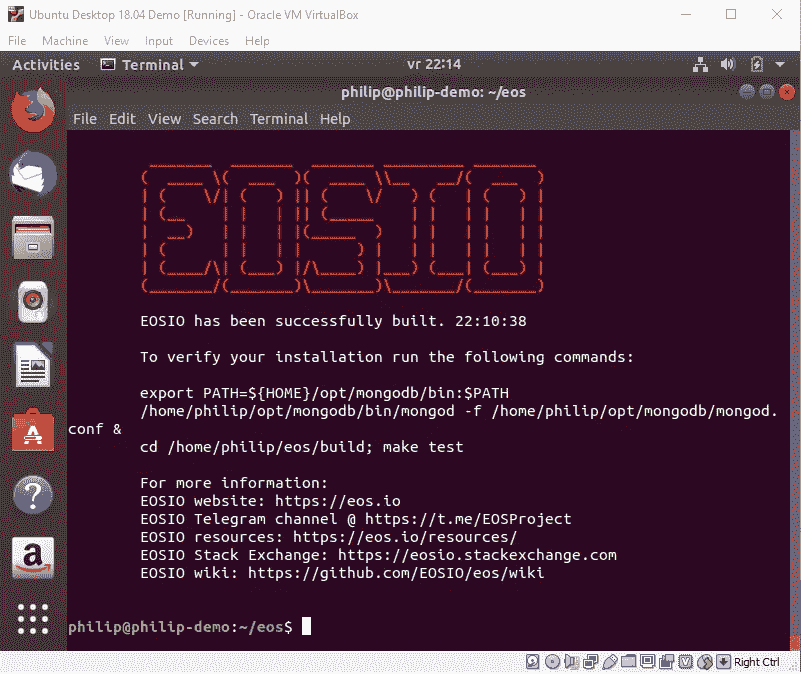 Ubuntu Desktop 18.04 Demo [Running] - Oracle VM VirtualBox
File Machine View Input Devices Help
Activities Terminal vr 22:14
philip@philip-demo: ~/eos
File Edit View Search Terminal Help
EOSIO
EOSIO has been successfully built. 22:10:38
To verify your installation run the following commands:
export PATH=${HOME}/opt/mongodb/bin:$PATH
/home/philip/opt/mongodb/bin/mongod -f /home/philip/opt/mongodb/mongod.
conf &
cd /home/philip/eos/build; make test
For more information:
EOSIO website: https://eos.io
EOSIO Telegram channel @ https://t.me/EOSProject
EOSIO resources: https://eos.io/resources/
EOSIO Stack Exchange: https://eosio.stackexchange.com
EOSIO wiki: https://github.com/EOSIO/eos/wiki
philip@philip-demo:~/eos$
Right Ctrl